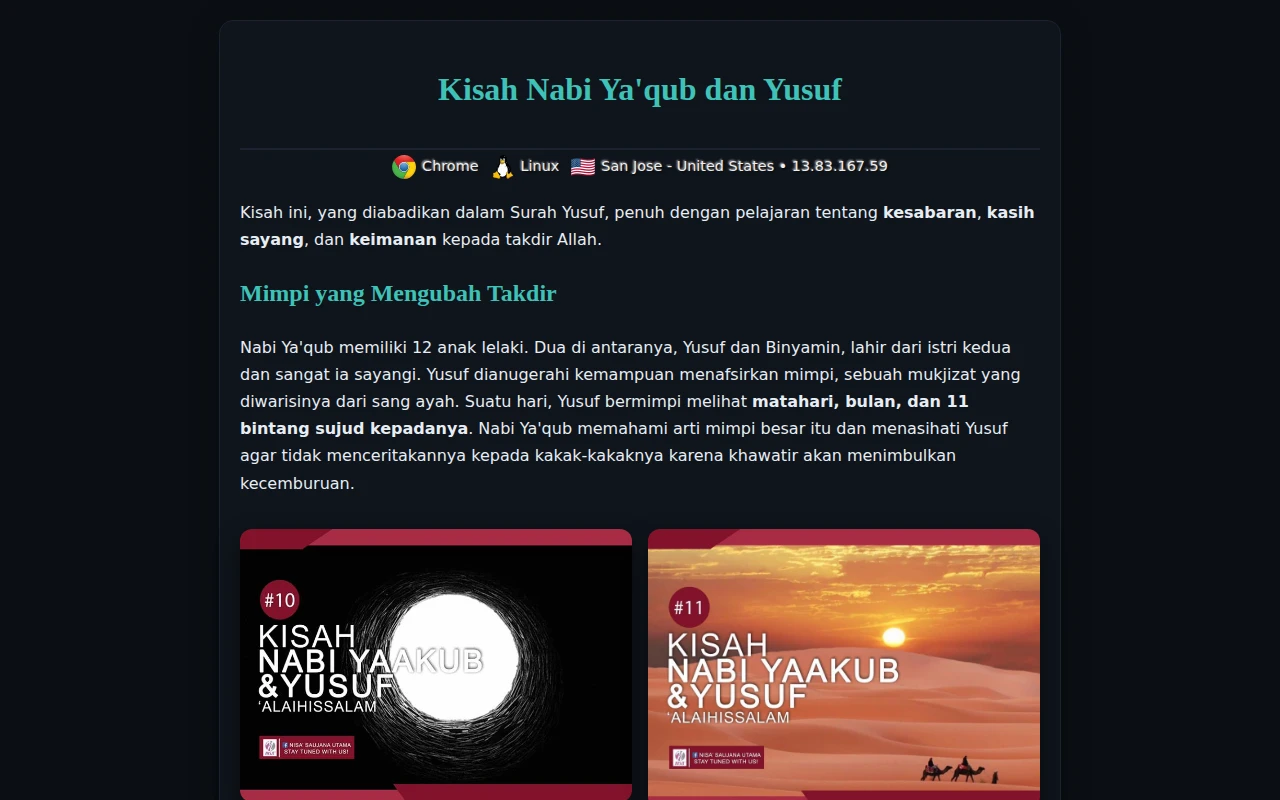 Kisah Nabi Ya'qub dan Yusuf
Chrome Linux San Jose - United States • 13.83.167.59
Kisah ini, yang diabadikan dalam Surah Yusuf, penuh dengan pelajaran tentang kesabaran, kasih
sayang, dan keimanan kepada takdir Allah.
Mimpi yang Mengubah Takdir
Nabi Ya'qub memiliki 12 anak lelaki. Dua di antaranya, Yusuf dan Binyamin, lahir dari istri kedua
dan sangat ia sayangi. Yusuf dianugerahi kemampuan menafsirkan mimpi, sebuah mukjizat yang
diwarisinya dari sang ayah. Suatu hari, Yusuf bermimpi melihat matahari, bulan, dan 11
bintang sujud kepadanya. Nabi Ya'qub memahami arti mimpi besar itu dan menasihati Yusuf
agar tidak menceritakannya kepada kakak-kakaknya karena khawatir akan menimbulkan
kecemburuan.
#10
KISAH
NABI YAAKUB
&YUSUF
'ALAIHISSALAM
NISA' SAUJANA UTAMA
STAY TUNED WITH US!
#11
KISAH
NABI YAAKUB
&YUSUF
'ALAIHISSALAM
NISA' SAUJANA UTAMA
STAY TUNED WITH US!